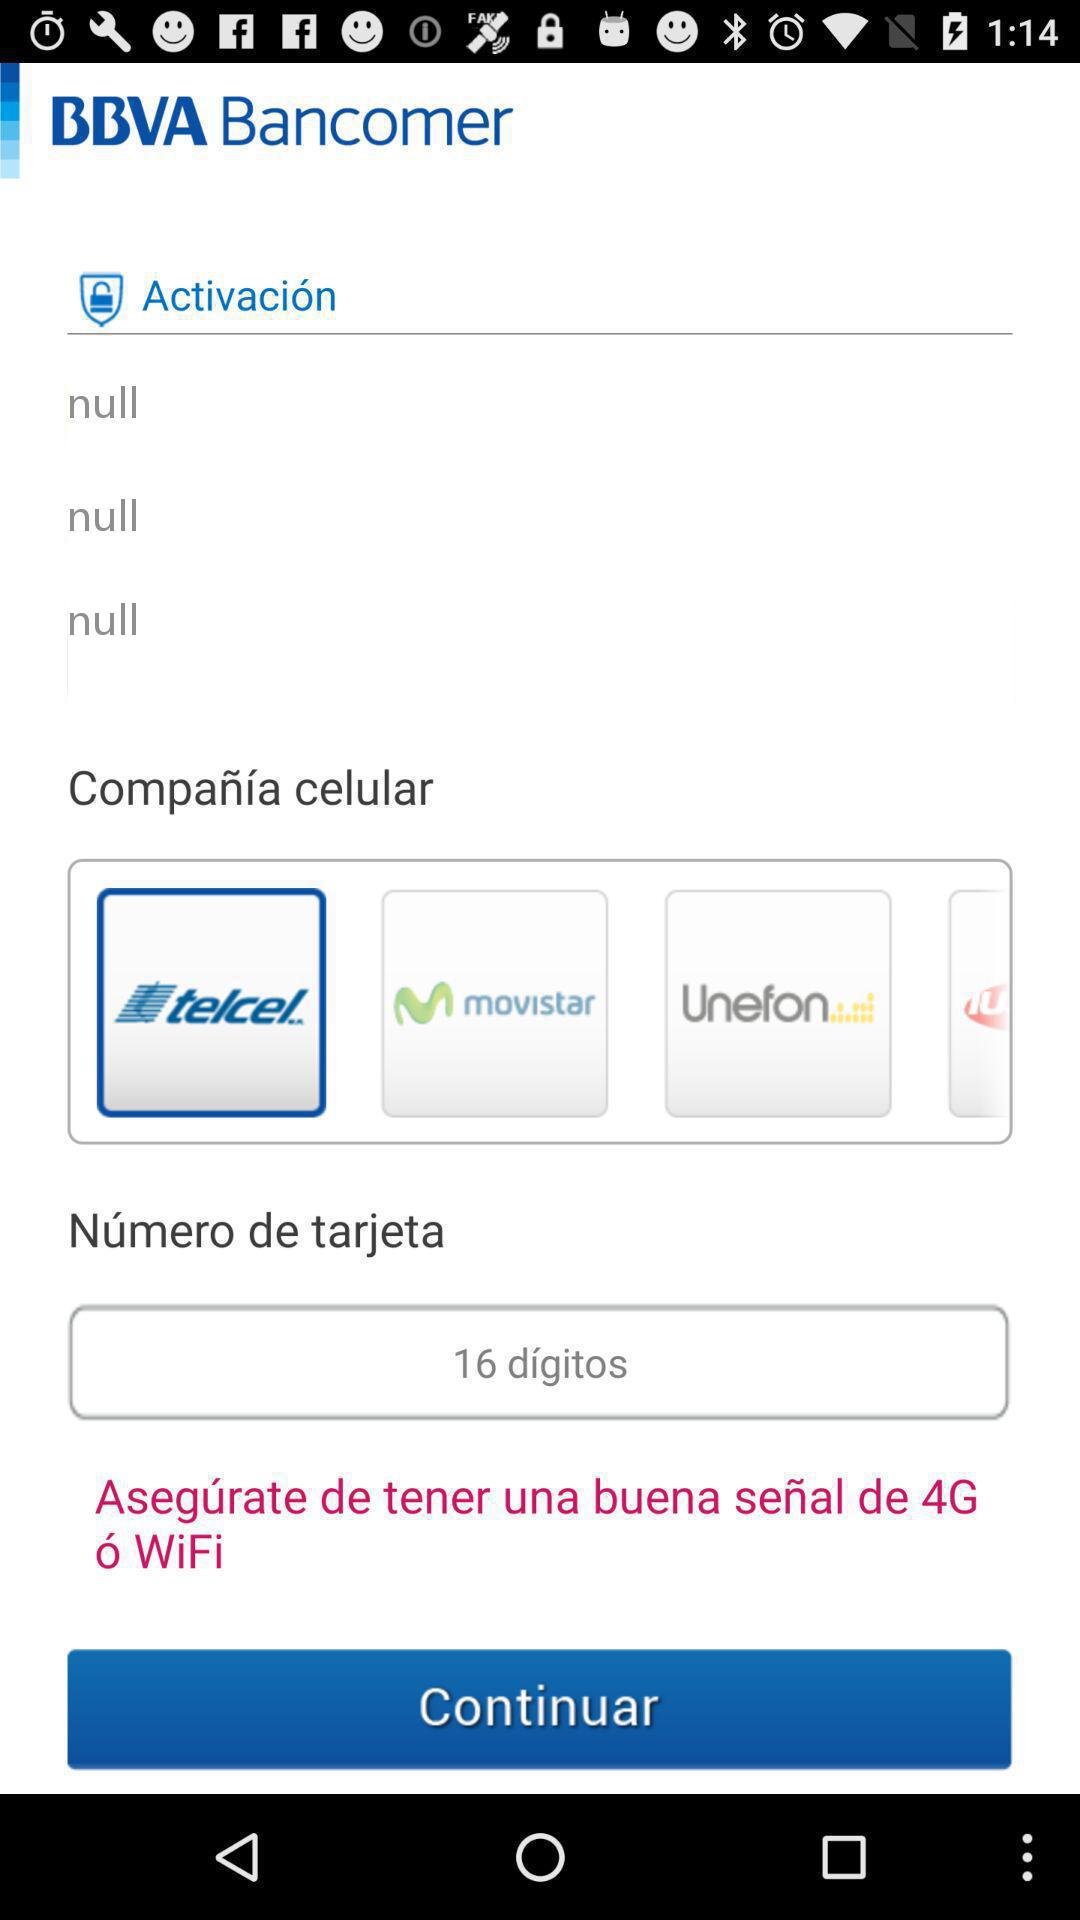 FAKE
1:14
BBVA Bancomer
Activación
null
null
null
Compañía celular
telcel
movistar
Unefon
Número de tarjeta
16 dígitos
Asegúrate de tener una buena señal de 4G
ó WiFi
Continuar